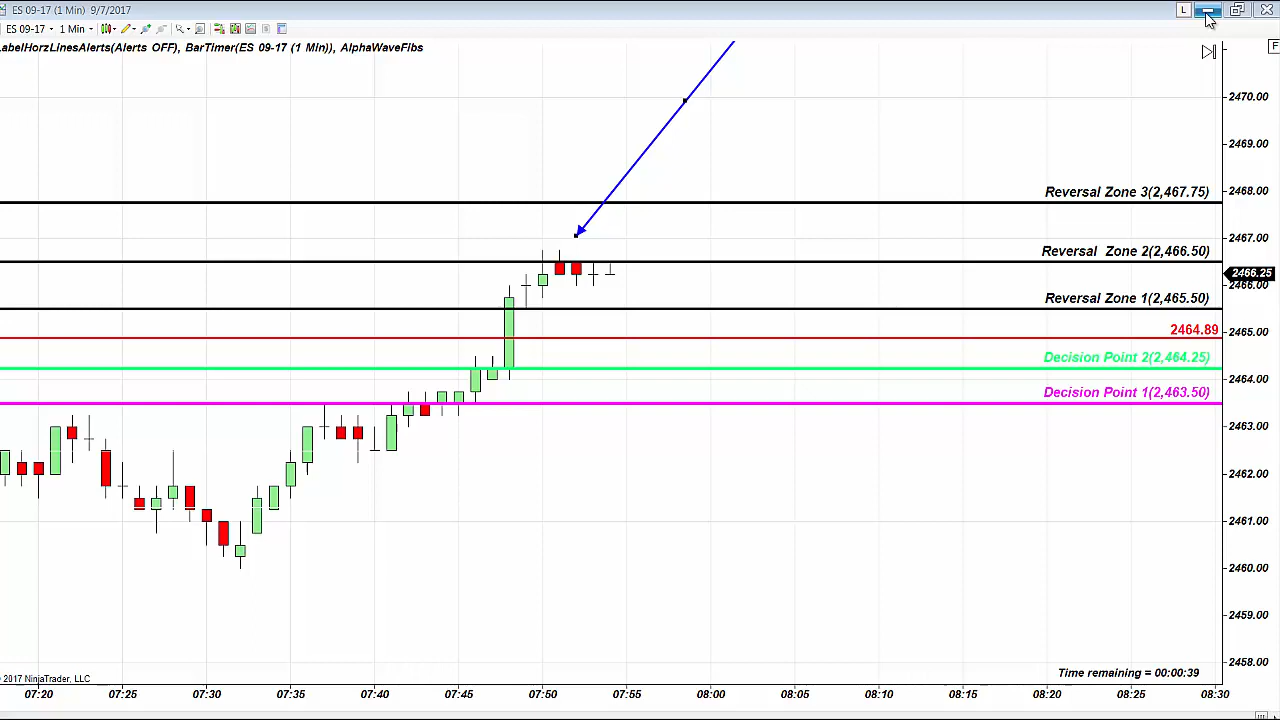 ES 09-17 (1 Min) 9/7/2017
L
ES 09-17 1 Min
abelHorzLinesAlerts(Alerts OFF), BarTimer(ES 09-17 (1 Min)), AlphaWaveFibs
F
2470.00
2469.00
Reversal Zone 3(2,467.75)
2468.00
2467.00
Reversal Zone 2(2,466.50)
2466.25
2466.00
Reversal Zone 1(2,465.50)
2464.89
2465.00
Decision Point 2(2,464.25)
2464.00
Decision Point 1(2,463.50)
2463.00
2462.00
2461.00
2460.00
2459.00
2458.00
Time remaining = 00:00:39
© 2017 NinjaTrader, LLC
07:20 07:25 07:30 07:35 07:40 07:45 07:50 07:55 08:00 08:05 08:10 08:15 08:20 08:25 08:30